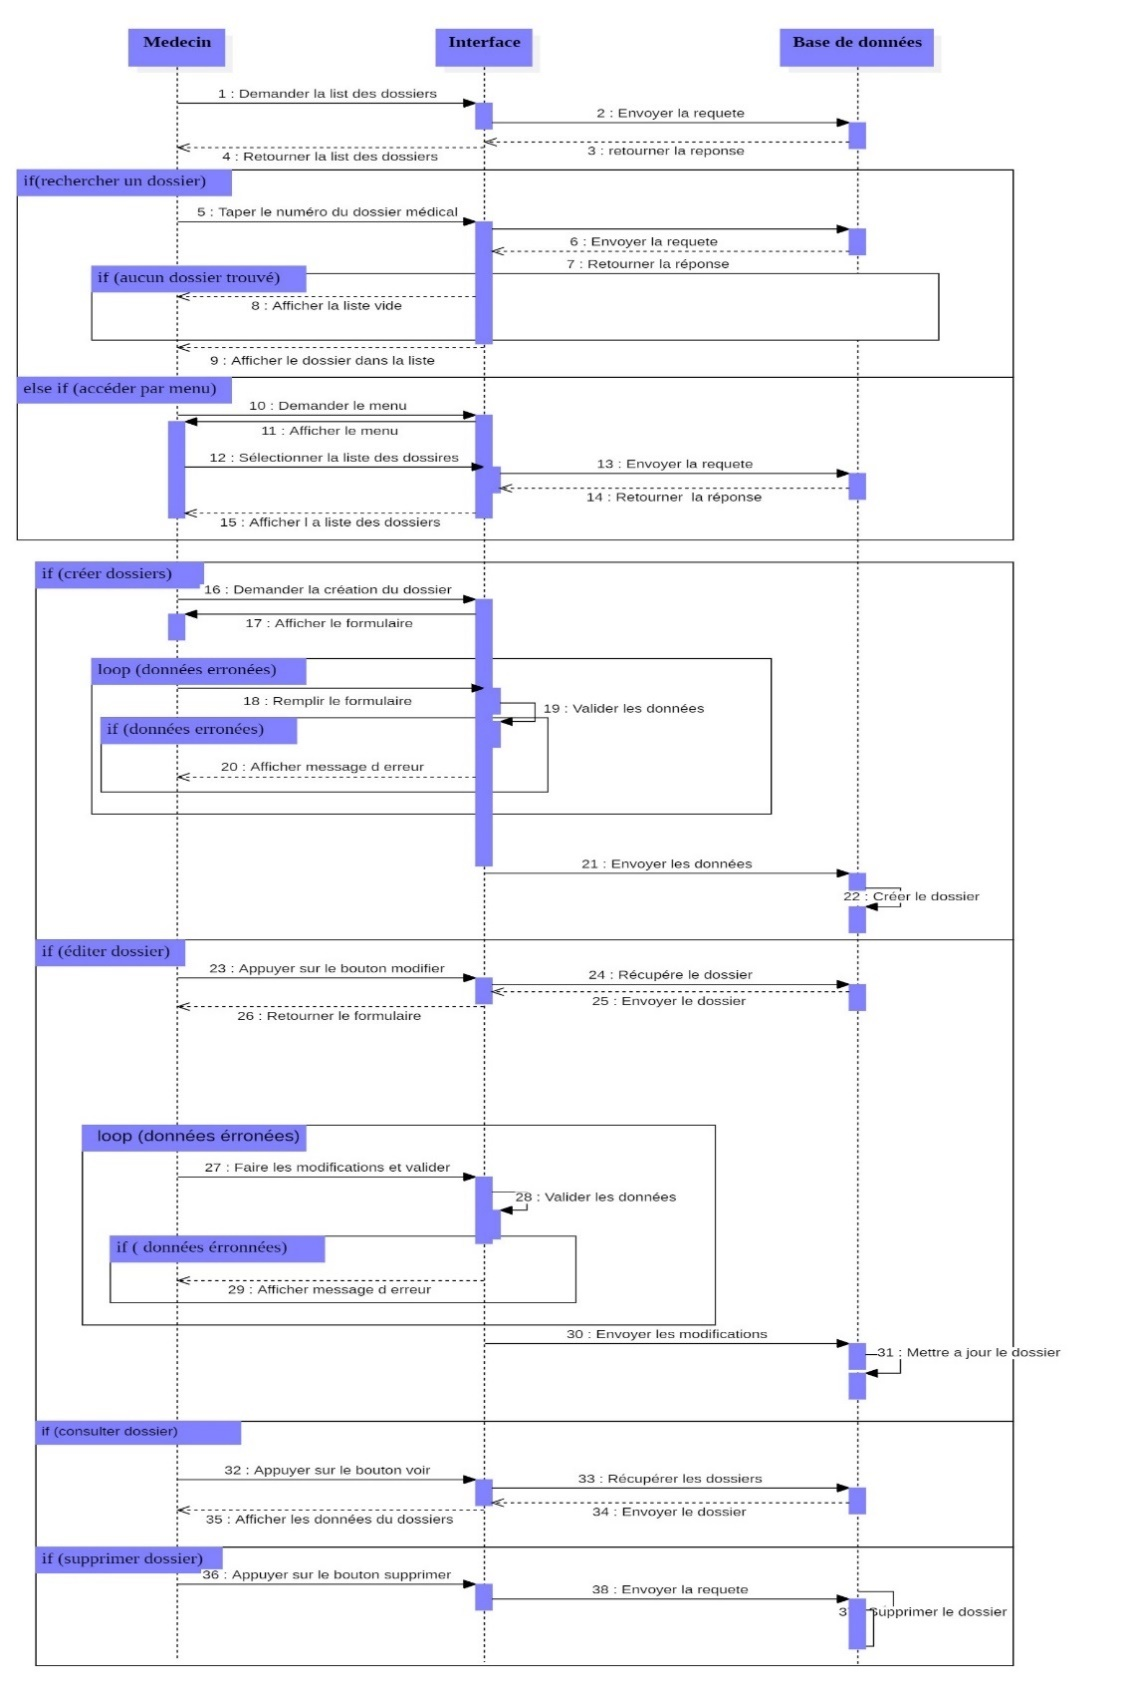 Medecin
Interface
Base de données
1 : Demander la list des dossiers
2 : Envoyer la requete
3 : retourner la reponse
4 : Retourner la list des dossiers
if(rechercher un dossier)
5 : Taper le numéro du dossier médical
6 : Envoyer la requete
7 : Retourner la réponse
if (aucun dossier trouvé)
8 : Afficher la liste vide
9 : Afficher le dossier dans la liste
else if (accéder par menu)
10 : Demander le menu
11 : Afficher le menu
12 : Sélectionner la liste des dossires
13 : Envoyer la requete
14 : Retourner la réponse
15 : Afficher l a liste des dossiers
if (créer dossiers)
16 : Demander la création du dossier
17 : Afficher le formulaire
loop (données erronées)
18 : Remplir le formulaire
19 : Valider les données
if (données erronées)
20 : Afficher message d erreur
21 : Envoyer les données
22 : Créer le dossier
if (éditer dossier)
23 : Appuyer sur le bouton modifier
24 : Récupére le dossier
25 : Envoyer le dossier
26 : Retourner le formulaire
loop (données érronées)
27 : Faire les modifications et valider
28 : Valider les données
if ( données érronnées)
29 : Afficher message d erreur
30 : Envoyer les modifications
31 : Mettre a jour le dossier
if (consulter dossier)
32 : Appuyer sur le bouton voir
33 : Récupérer les dossiers
34 : Envoyer le dossier
35 : Afficher les données du dossiers
if (supprimer dossier)
36 : Appuyer sur le bouton supprimer
38 : Envoyer la requete
Supprimer le dossier